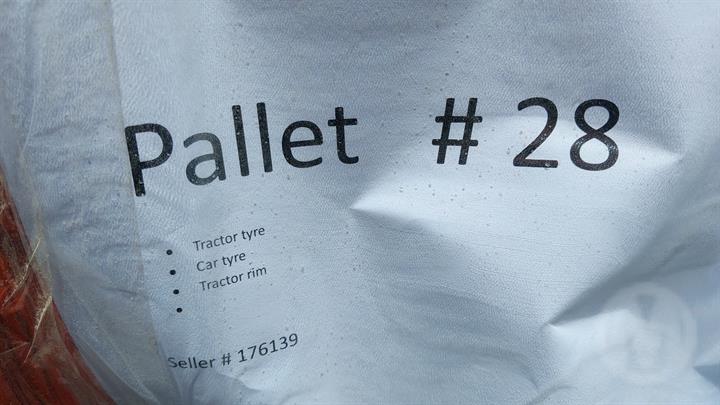 Pallet # 28
• Tractor tyre
• Car tyre
• Tractor rim
•
Seller # 176139